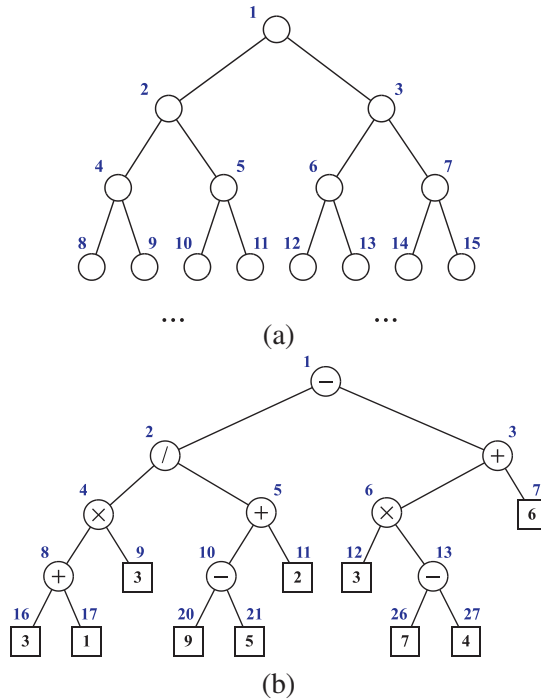 1
2 3
4 5 6 7
8 9 10 11 12 13 14 15
... ...
(a)
1
−
2 3
/ +
4 5 6 7
× + × 6
8 9 10 11 12 13
+ 3 − 2 3 −
16 17 20 21 26 27
3 1 9 5 7 4
(b)